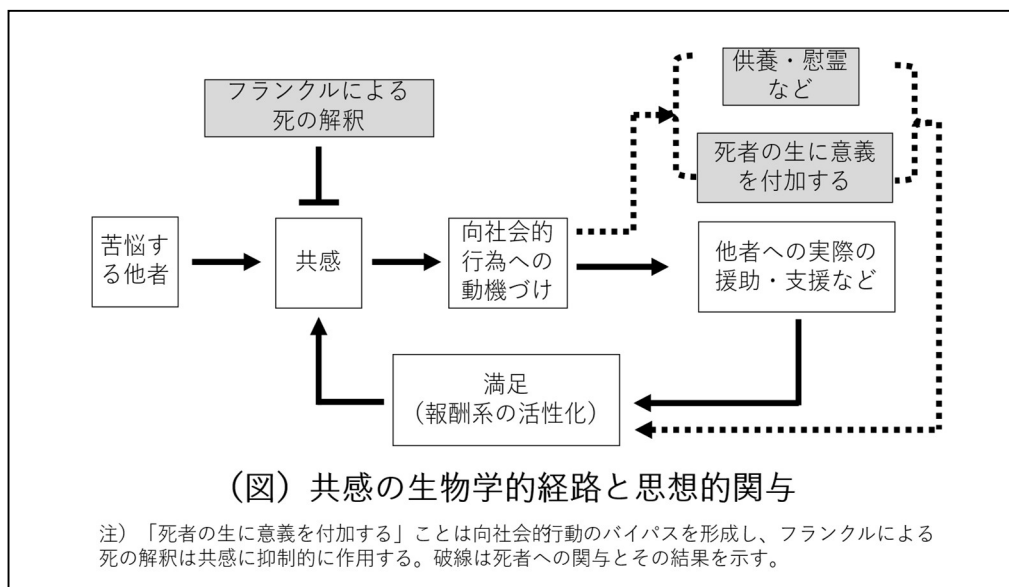 フランクルによる
死の解釈
供養・慰霊
など
死者の生に意義
を付加する
苦悩す
る他者
共感
向社会的
行為への
動機づけ
他者への実際の
援助・支援など
満足
（報酬系の活性化）
（図）共感の生物学的経路と思想的関与
注）「死者の生に意義を付加する」ことは向社会的行動のバイパスを形成し、フランクルによる
死の解釈は共感に抑制的に作用する。破線は死者への関与とその結果を示す。